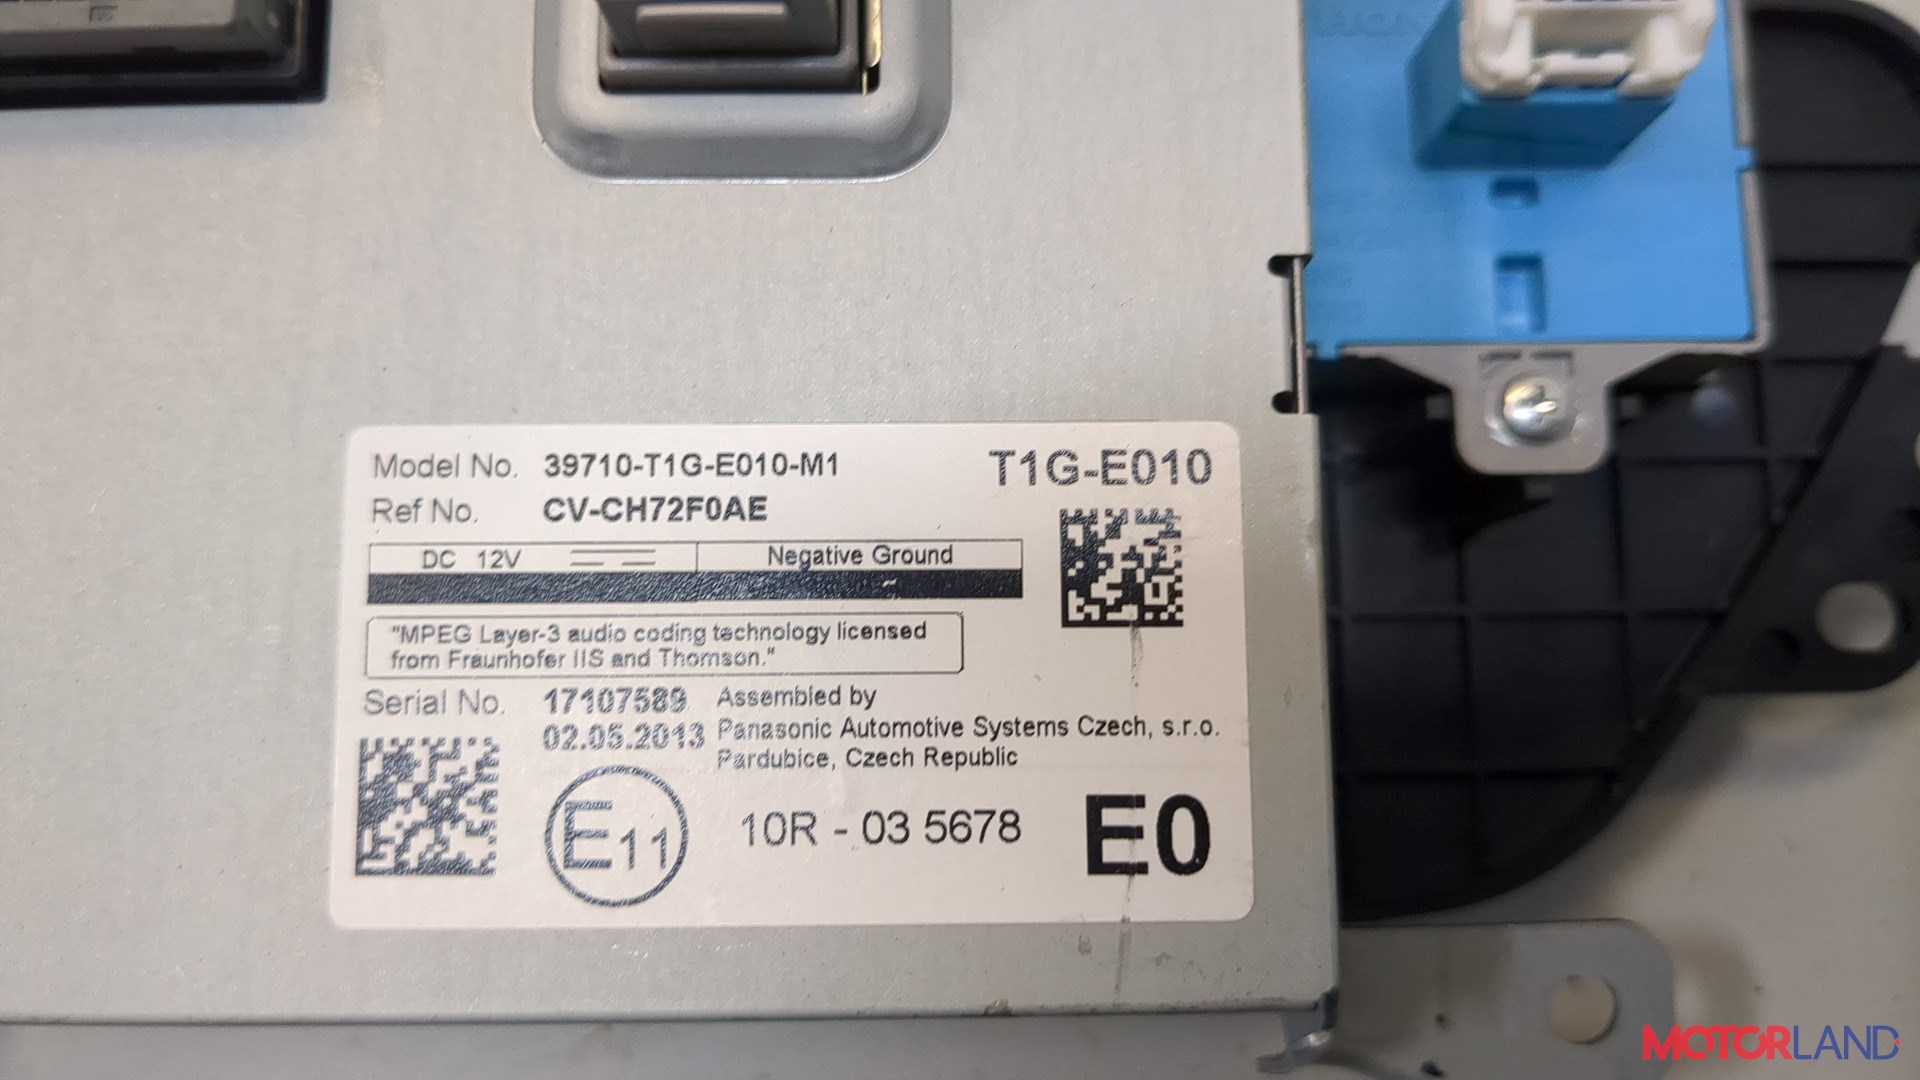 Model No. 39710-T1G-E010-M1
T1G-E010
Ref No. CV-CH72F0AE
DC 12V
Negative Ground
"MPEG Layer-3 audio coding technology licensed
from Fraunhofer IIS and Thomson."
Serial No. 17107589
02.05.2013
Assembled by
Panasonic Automotive Systems Czech, s.r.o.
Pardubice, Czech Republic
E11
10R - 03 5678
E0
MOTORLAND